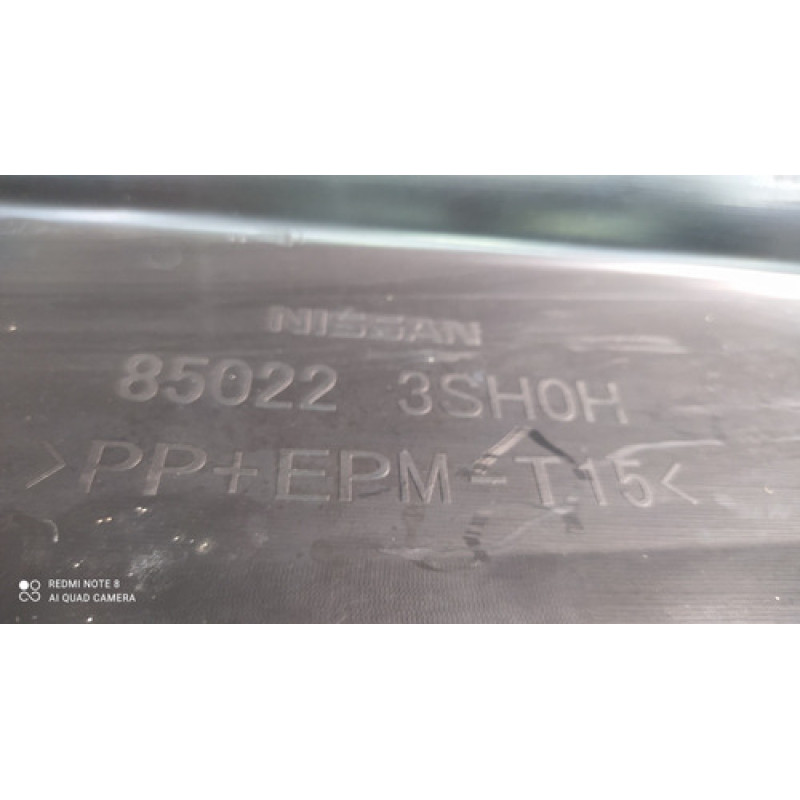 NISSAN
85022 3SH0H
>PP+EPM-T15<
REDMI NOTE 8
AI QUAD CAMERA